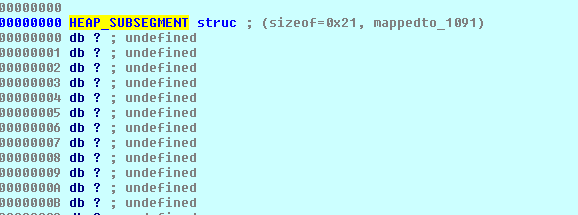 00000000
00000000 HEAP_SUBSEGMENT struc ; (sizeof=0x21, mappedto_1091)
00000000 db ? ; undefined
00000001 db ? ; undefined
00000002 db ? ; undefined
00000003 db ? ; undefined
00000004 db ? ; undefined
00000005 db ? ; undefined
00000006 db ? ; undefined
00000007 db ? ; undefined
00000008 db ? ; undefined
00000009 db ? ; undefined
0000000A db ? ; undefined
0000000B db ? ; undefined